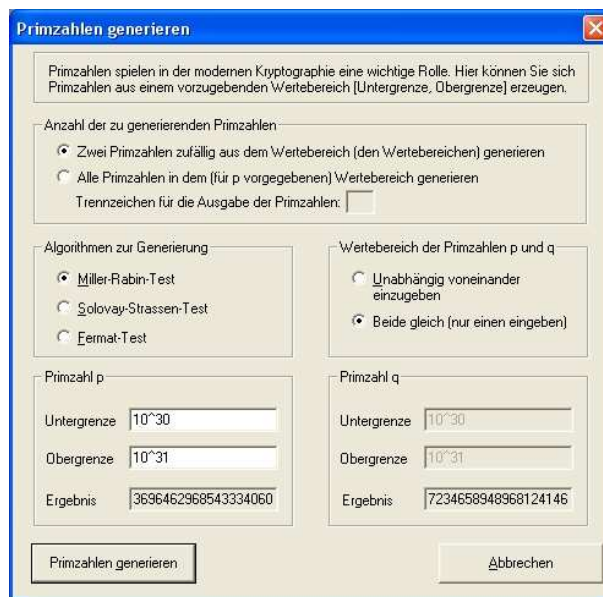 Primzahlen generieren
Primzahlen spielen in der modernen Kryptographie eine wichtige Rolle. Hier können Sie sich
Primzahlen aus einem vorzugebenden Wertebereich [Untergrenze, Obergrenze] erzeugen.
Anzahl der zu generierenden Primzahlen
Zwei Primzahlen zufällig aus dem Wertebereich (den Wertebereichen) generieren
Alle Primzahlen in dem (für p vorgegebenen) Wertebereich generieren
Trennzeichen für die Ausgabe der Primzahlen:
Algorithmen zur Generierung
Miller-Rabin-Test
Solovay-Strassen-Test
Fermat-Test
Wertebereich der Primzahlen p und q
Unabhängig voneinander
einzugeben
Beide gleich (nur einen eingeben)
Primzahl p
Untergrenze 10^30
Obergrenze 10^31
Ergebnis 3696462968543334060
Primzahl q
Untergrenze 10^30
Obergrenze 10^31
Ergebnis 7234658948968124146
Primzahlen generieren
Abbrechen